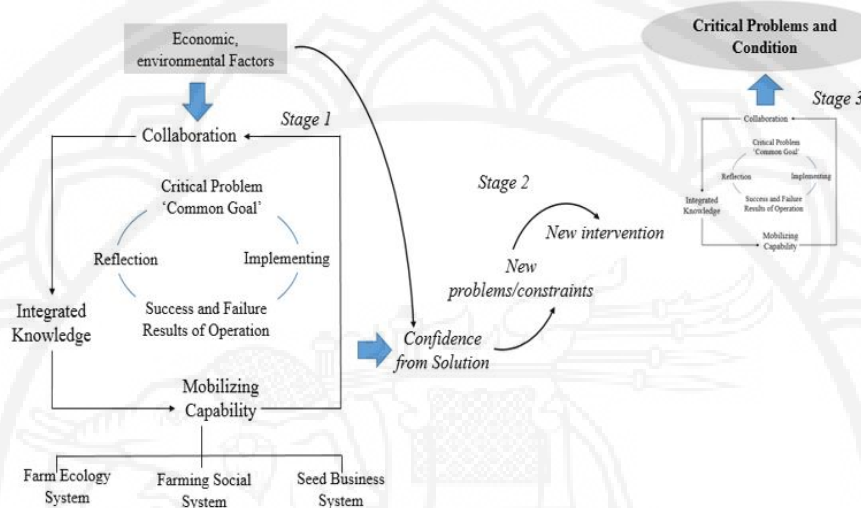 Economic,
environmental Factors
Stage 1
Collaboration
Critical Problem
‘Common Goal’
Reflection
Implementing
Success and Failure
Results of Operation
Integrated
Knowledge
Mobilizing
Capability
Farm Ecology
System
Farming Social
System
Seed Business
System
Stage 2
New intervention
New
problems/constraints
Confidence
from Solution
Critical Problems and
Condition
Stage 3
Collaboration
Critical Problem
‘Common Goal’
Reflection
Implementing
Success and Failure
Results of Operation
Integrated
Knowledge
Mobilizing
Capability